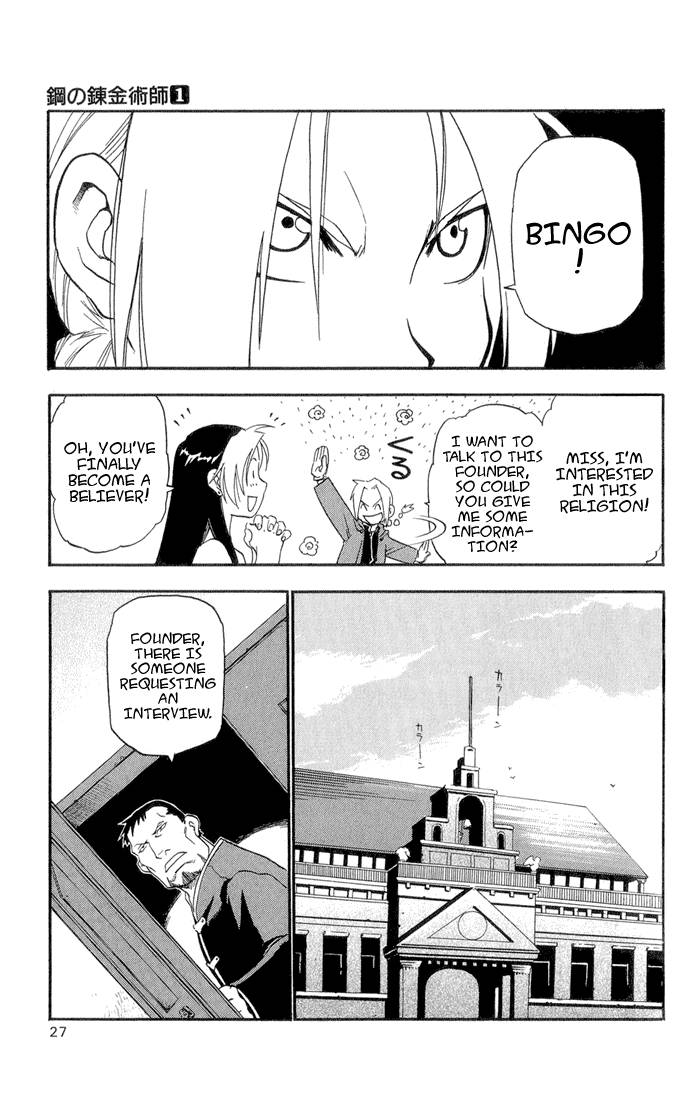 鋼の錬金術師1
BINGO
!
MISS, I'M
INTERESTED
IN THIS
RELIGION!
I WANT TO
TALK TO THIS
FOUNDER,
SO COULD
YOU GIVE
ME SOME
INFORMA-
TION?
OH, YOU'VE
FINALLY
BECOME A
BELIEVER!
カラーン
カラーン
FOUNDER,
THERE IS
SOMEONE
REQUESTING
AN
INTERVIEW.
27